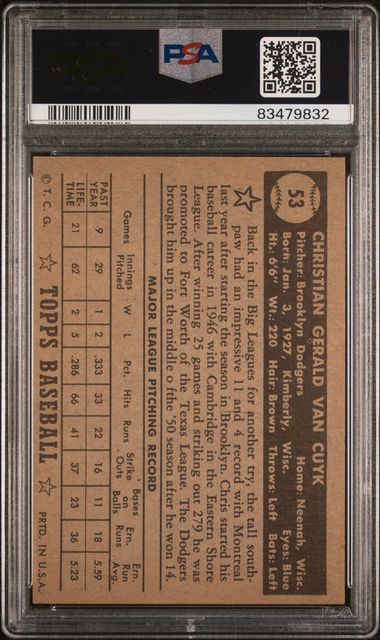 PSA
83479832
53
CHRISTIAN GERALD VAN CUYK
Pitcher: Brooklyn Dodgers Home: Neenah, Wisc.
Born: Jan. 3, 1927, Kimberly, Wisc. Eyes: Blue
Ht.: 6'6" Wt.: 220 Hair: Brown Throws: Left Bats: Left
Back in the Big Leagues for another try, the tall south-
paw had an impressive 11 and 4 record with Montreal
last year after starting the season in Brooklyn. Chris started his
baseball career in 1946 with Cambridge in the Eastern Shore
League. After winning 25 games and striking out 279 he was
promoted to Fort Worth of the Texas League. The Dodgers
brought him up in the middle o fthe '50 season after he won 14.
MAJOR LEAGUE PITCHING RECORD
Games Innings Pitched W L Pct. Hits Runs Strike Outs Bases on Balls Ern. Runs Ern. Run Avg.
PAST YEAR 9 29 1 2 .333 33 22 16 11 18 5.59
LIFE-TIME 21 62 2 5 .286 66 41 37 23 36 5.23
© T. C. G. TOPPS BASEBALL PRTD. IN U.S.A.